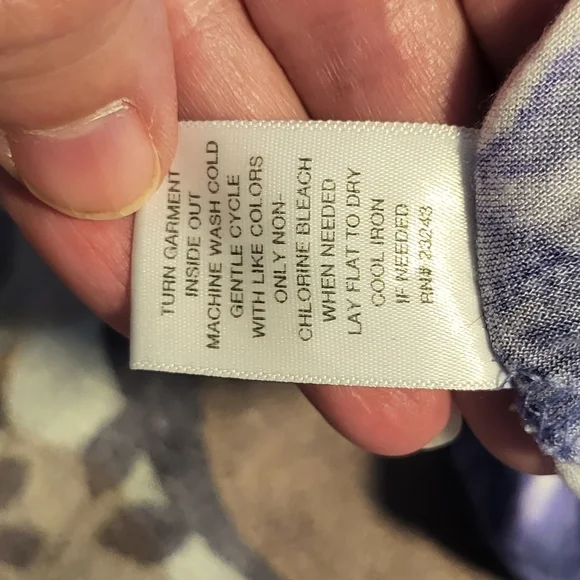 TURN GARMENT
INSIDE OUT
MACHINE WASH COLD
GENTLE CYCLE
WITH LIKE COLORS
ONLY NON-
CHLORINE BLEACH
WHEN NEEDED
LAY FLAT TO DRY
COOL IRON
IF NEEDED
RN# 23243